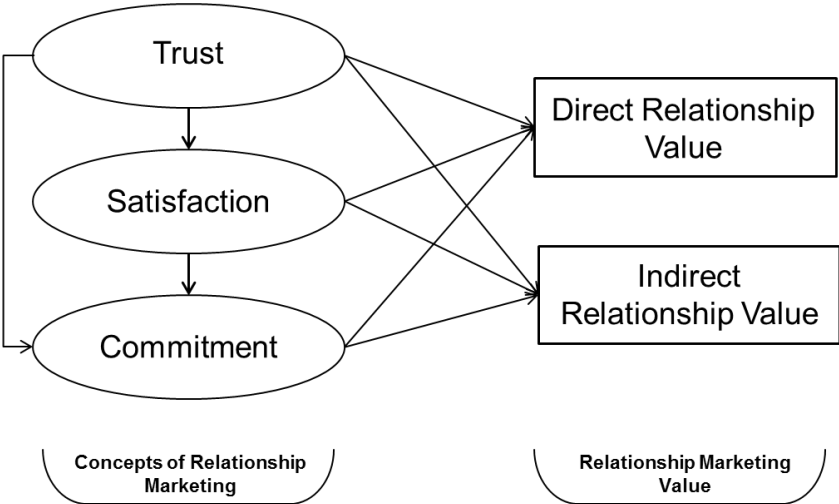 Trust
Satisfaction
Commitment
Direct Relationship
Value
Indirect
Relationship Value
Concepts of Relationship
Marketing
Relationship Marketing
Value